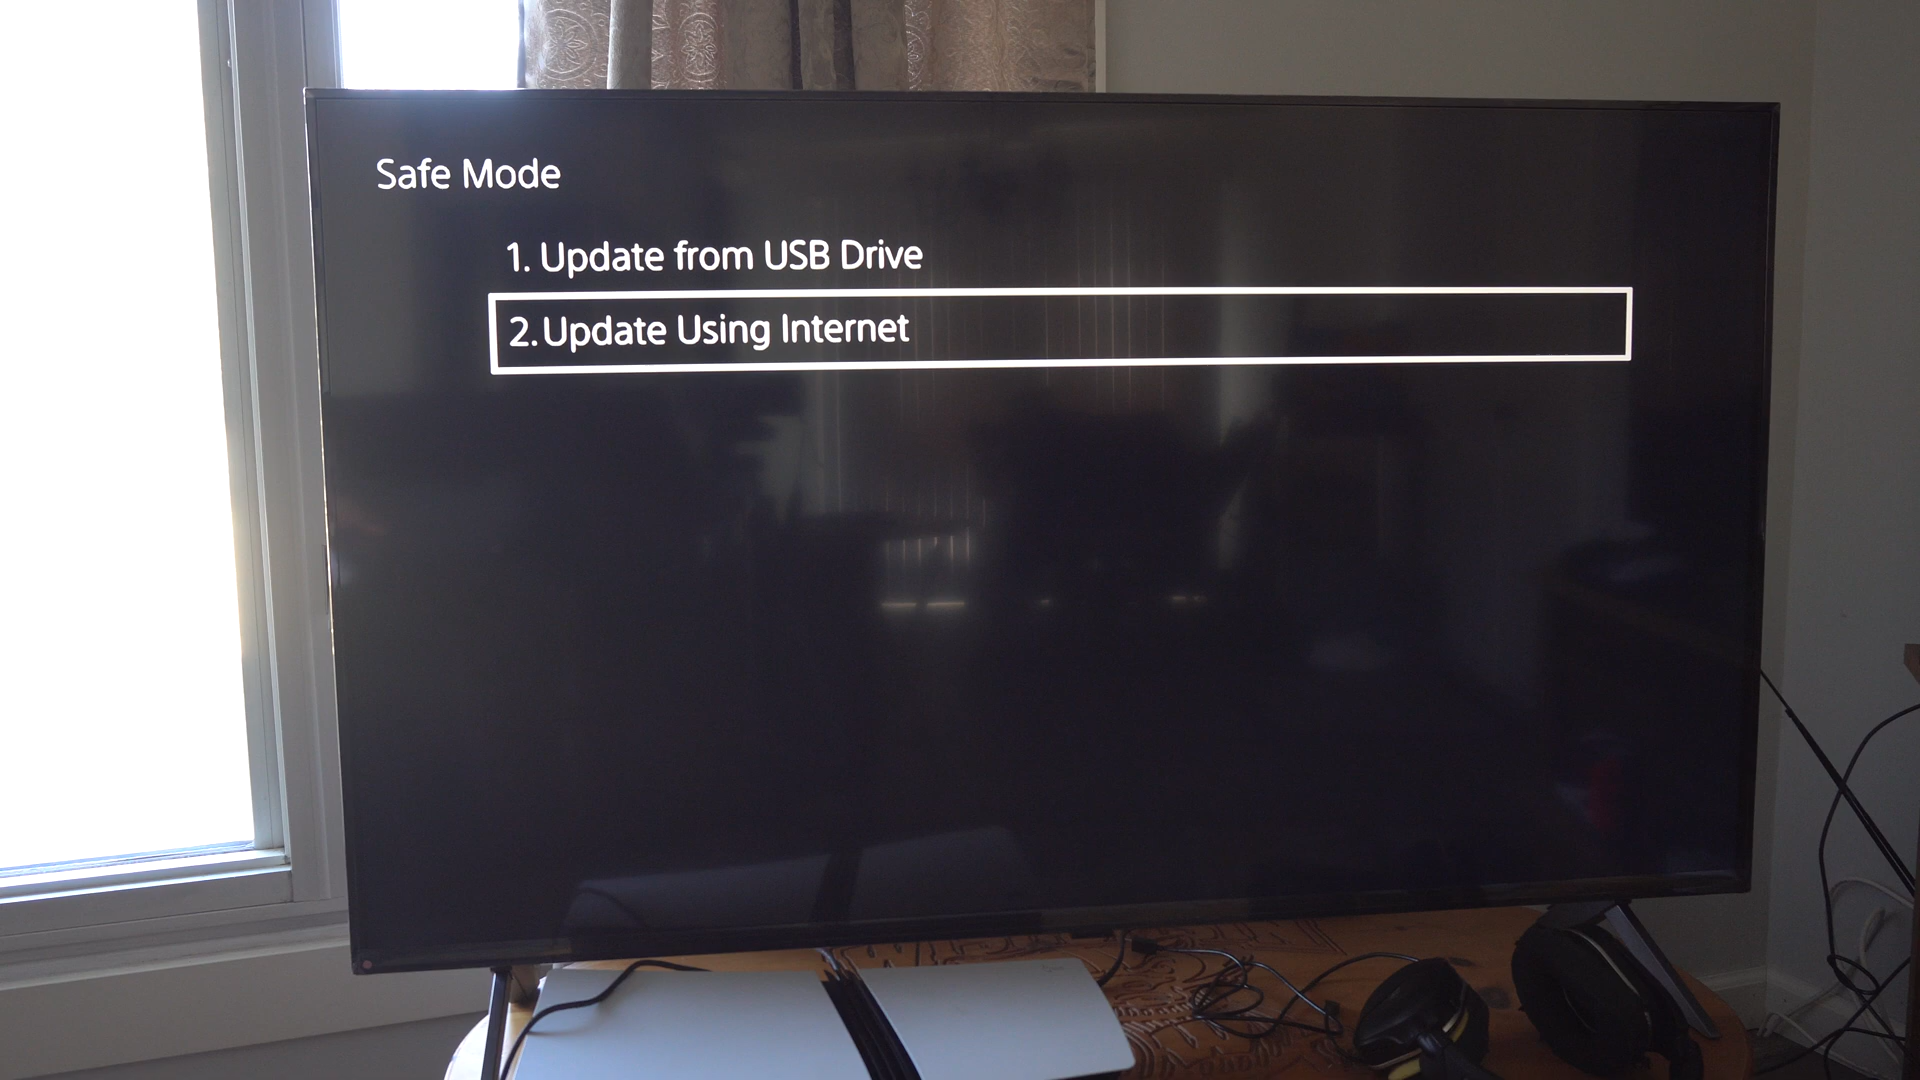 Safe Mode
1. Update from USB Drive
2. Update Using Internet